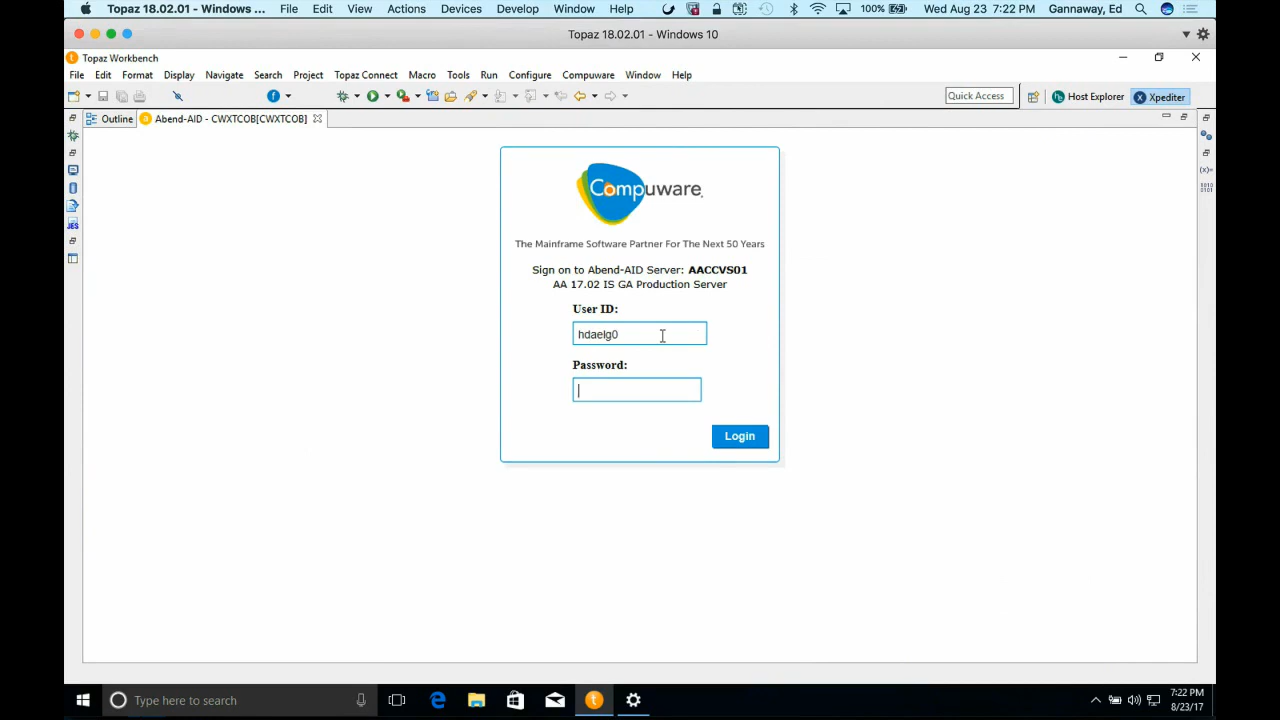 Topaz 18.02.01 - Windows ... File Edit View Actions Devices Develop Window Help 100% Wed Aug 23 7:22 PM Gannaway, Ed
Topaz 18.02.01 - Windows 10
Topaz Workbench
File Edit Format Display Navigate Search Project Topaz Connect Macro Tools Run Configure Compuware Window Help
Quick Access Host Explorer Xpediter
Outline Abend-AID - CWXTCOB[CWXTCOB]
Compuware.
The Mainframe Software Partner For The Next 50 Years
Sign on to Abend-AID Server: AACCVS01
AA 17.02 IS GA Production Server
User ID:
hdaelg0
Password:
Login
JES
(x)=
1010
0101
Type here to search
7:22 PM
8/23/17